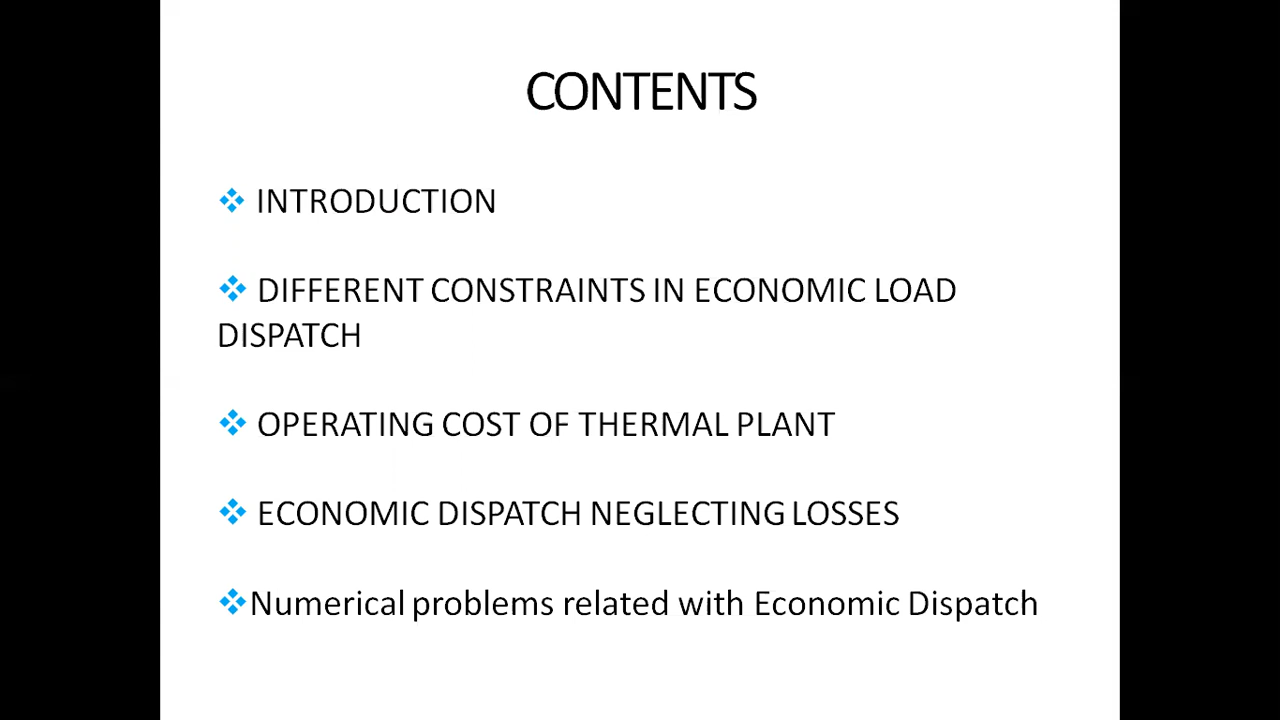 CONTENTS
❖ INTRODUCTION
❖ DIFFERENT CONSTRAINTS IN ECONOMIC LOAD
DISPATCH
❖ OPERATING COST OF THERMAL PLANT
❖ ECONOMIC DISPATCH NEGLECTING LOSSES
❖Numerical problems related with Economic Dispatch